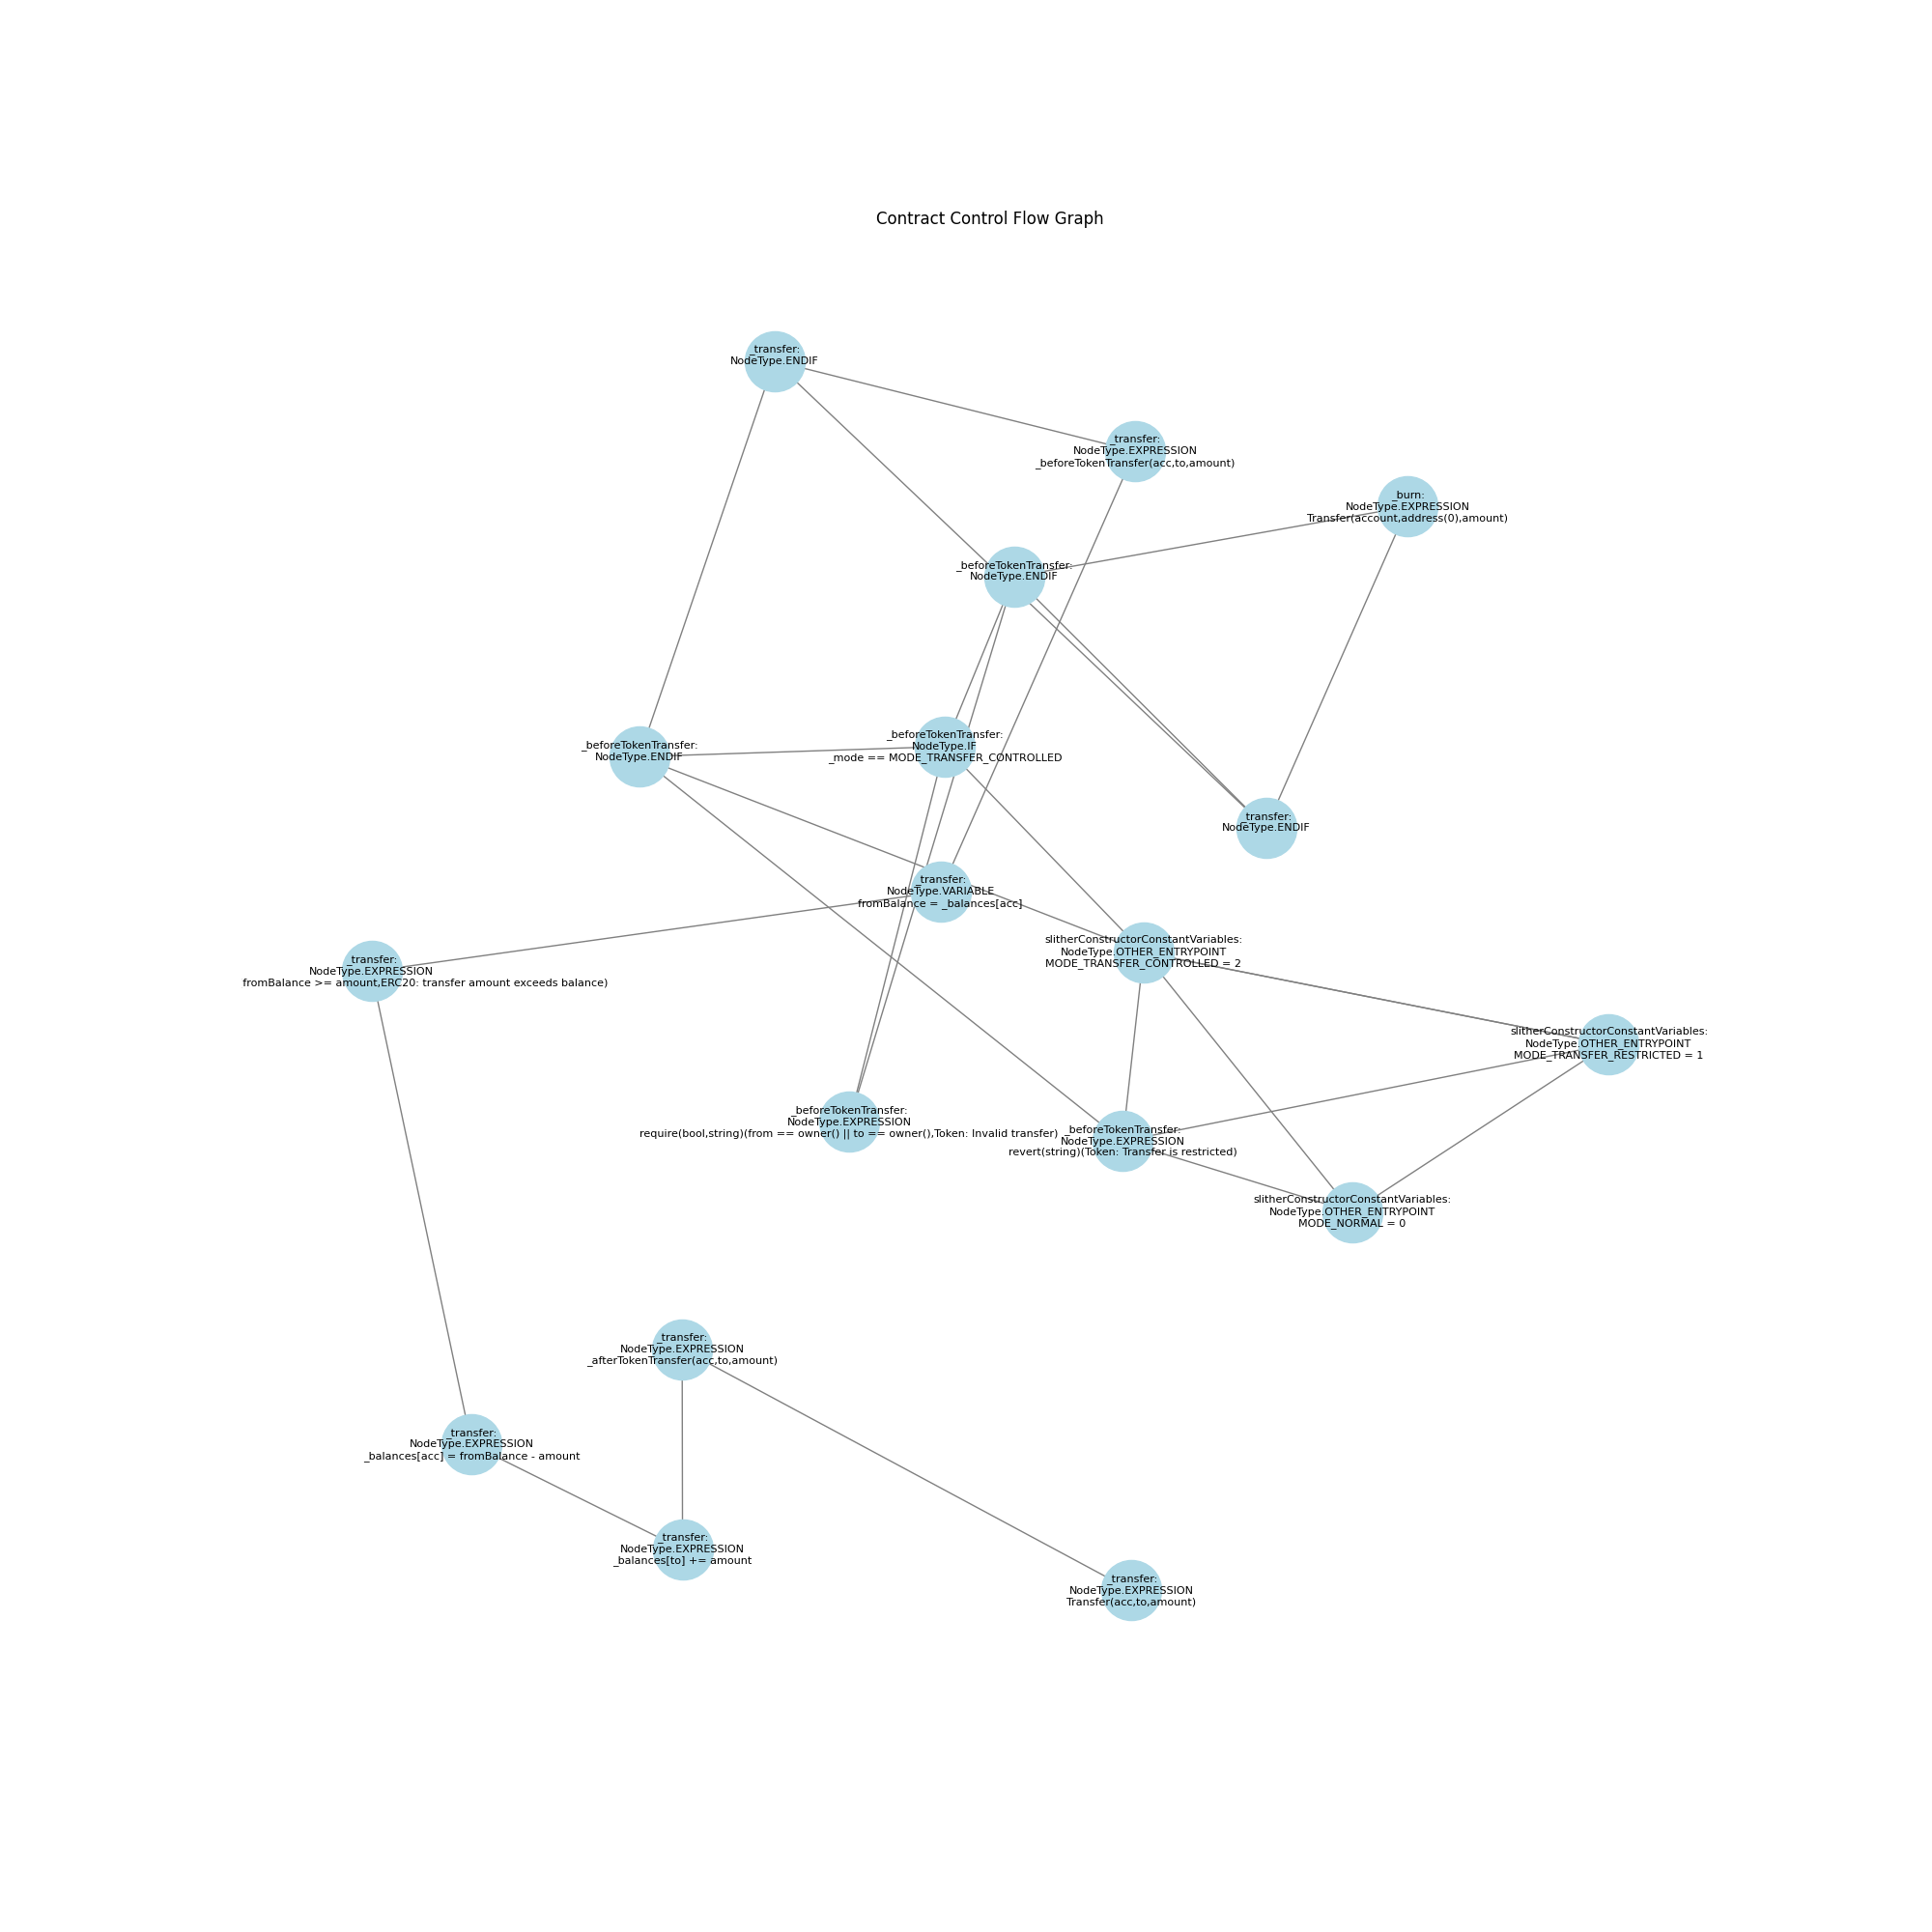 Contract Control Flow Graph
_transfer:
NodeType.ENDIF
_transfer:
NodeType.EXPRESSION
_beforeTokenTransfer(acc,to,amount)
_burn:
NodeType.EXPRESSION
Transfer(account,address(0),amount)
_beforeTokenTransfer:
NodeType.ENDIF
_beforeTokenTransfer:
NodeType.IF
_mode == MODE_TRANSFER_CONTROLLED
_beforeTokenTransfer:
NodeType.ENDIF
_transfer:
NodeType.ENDIF
_transfer:
NodeType.VARIABLE
fromBalance = _balances[acc]
slitherConstructorConstantVariables:
NodeType.OTHER_ENTRYPOINT
MODE_TRANSFER_CONTROLLED = 2
_transfer:
NodeType.EXPRESSION
fromBalance >= amount,ERC20: transfer amount exceeds balance)
slitherConstructorConstantVariables:
NodeType.OTHER_ENTRYPOINT
MODE_TRANSFER_RESTRICTED = 1
_beforeTokenTransfer:
NodeType.EXPRESSION
require(bool,string)(from == owner() || to == owner(),Token: Invalid transfer)
_beforeTokenTransfer:
NodeType.EXPRESSION
revert(string)(Token: Transfer is restricted)
slitherConstructorConstantVariables:
NodeType.OTHER_ENTRYPOINT
MODE_NORMAL = 0
_transfer:
NodeType.EXPRESSION
_afterTokenTransfer(acc,to,amount)
_transfer:
NodeType.EXPRESSION
_balances[acc] = fromBalance - amount
_transfer:
NodeType.EXPRESSION
_balances[to] += amount
_transfer:
NodeType.EXPRESSION
Transfer(acc,to,amount)